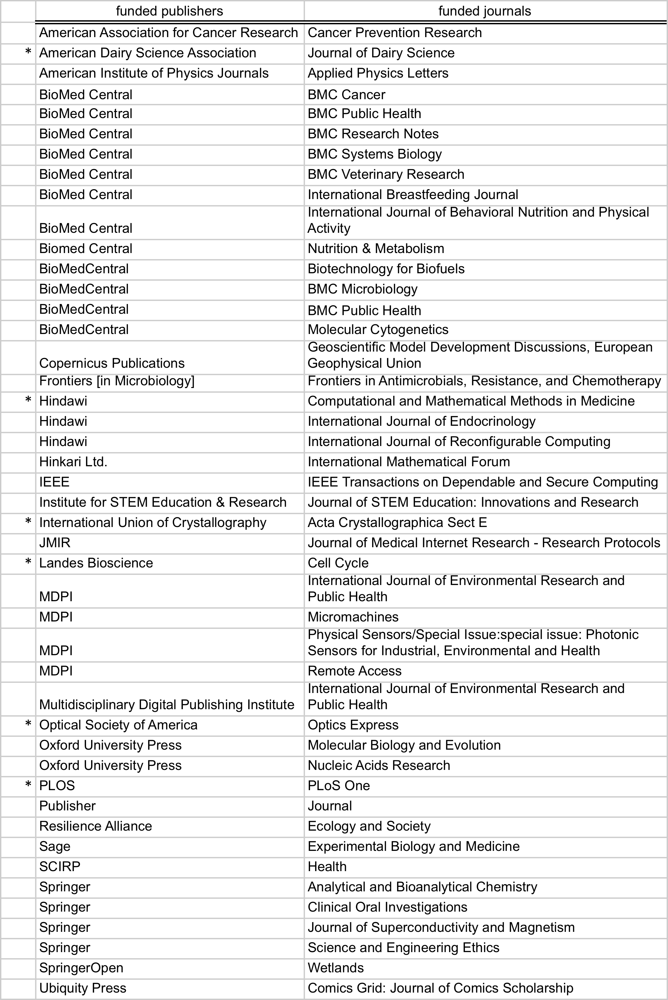 funded publishers funded journals
American Association for Cancer Research Cancer Prevention Research
* American Dairy Science Association Journal of Dairy Science
American Institute of Physics Journals Applied Physics Letters
BioMed Central BMC Cancer
BioMed Central BMC Public Health
BioMed Central BMC Research Notes
BioMed Central BMC Systems Biology
BioMed Central BMC Veterinary Research
BioMed Central International Breastfeeding Journal
International Journal of Behavioral Nutrition and Physical
BioMed Central Activity
Biomed Central Nutrition & Metabolism
BioMedCentral Biotechnology for Biofuels
BioMedCentral BMC Microbiology
BioMedCentral BMC Public Health
BioMedCentral Molecular Cytogenetics
Geoscientific Model Development Discussions, European
Copernicus Publications Geophysical Union
Frontiers [in Microbiology] Frontiers in Antimicrobials, Resistance, and Chemotherapy
* Hindawi Computational and Mathematical Methods in Medicine
Hindawi International Journal of Endocrinology
Hindawi International Journal of Reconfigurable Computing
Hinkari Ltd. International Mathematical Forum
IEEE IEEE Transactions on Dependable and Secure Computing
Institute for STEM Education & Research Journal of STEM Education: Innovations and Research
* International Union of Crystallography Acta Crystallographica Sect E
JMIR Journal of Medical Internet Research - Research Protocols
* Landes Bioscience Cell Cycle
International Journal of Environmental Research and
MDPI Public Health
MDPI Micromachines
Physical Sensors/Special Issue:special issue: Photonic
MDPI Sensors for Industrial, Environmental and Health
MDPI Remote Access
International Journal of Environmental Research and
Multidisciplinary Digital Publishing Institute Public Health
* Optical Society of America Optics Express
Oxford University Press Molecular Biology and Evolution
Oxford University Press Nucleic Acids Research
* PLOS PLoS One
Publisher Journal
Resilience Alliance Ecology and Society
Sage Experimental Biology and Medicine
SCIRP Health
Springer Analytical and Bioanalytical Chemistry
Springer Clinical Oral Investigations
Springer Journal of Superconductivity and Magnetism
Springer Science and Engineering Ethics
SpringerOpen Wetlands
Ubiquity Press Comics Grid: Journal of Comics Scholarship